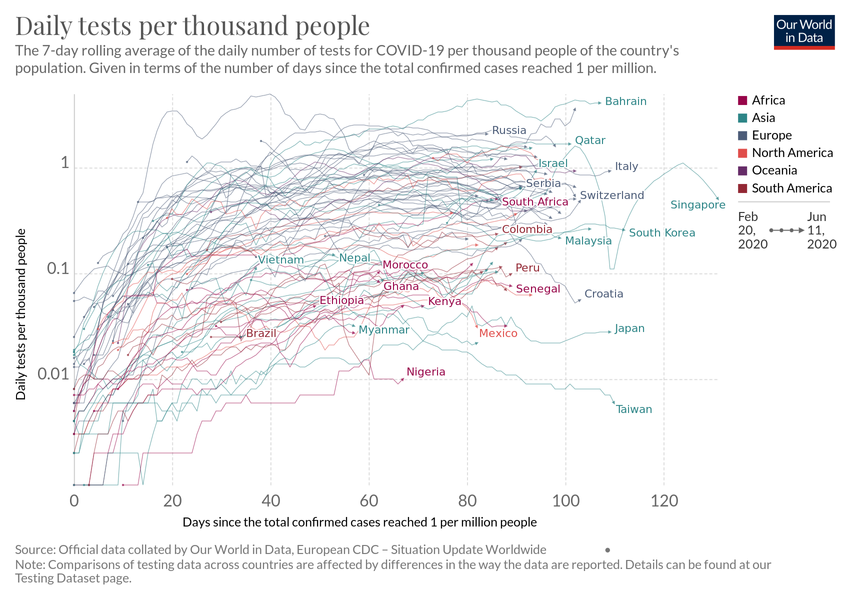 Daily tests per thousand people
Our World
in Data
The 7-day rolling average of the daily number of tests for COVID-19 per thousand people of the country's
population. Given in terms of the number of days since the total confirmed cases reached 1 per million.
Africa
Asia
Europe
North America
Oceania
South America
Feb
20,
2020
Jun
11,
2020
Daily tests per thousand people
1
0.1
0.01
Bahrain
Russia
Qatar
Israel
Italy
Serbia
Switzerland
South Africa
Singapore
Colombia
South Korea
Malaysia
Vietnam
Nepal
Morocco
Peru
Ghana
Senegal
Croatia
Ethiopia
Kenya
Brazil
Myanmar
Mexico
Japan
Nigeria
Taiwan
0
20
40
60
80
100
120
Days since the total confirmed cases reached 1 per million people
Source: Official data collated by Our World in Data, European CDC – Situation Update Worldwide
Note: Comparisons of testing data across countries are affected by differences in the way the data are reported. Details can be found at our
Testing Dataset page.